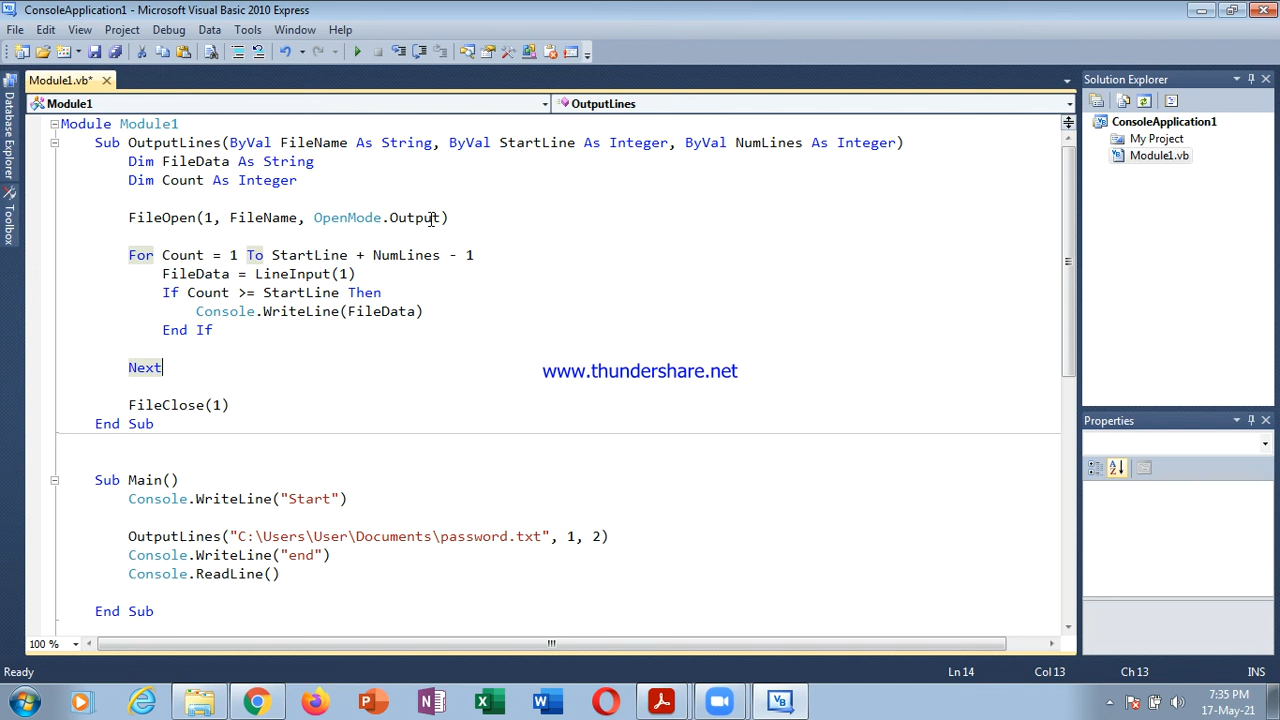 ConsoleApplication1 - Microsoft Visual Basic 2010 Express
File Edit View Project Debug Data Tools Window Help
Module1.vb*
Module1 OutputLines
Module Module1
Sub OutputLines(ByVal FileName As String, ByVal StartLine As Integer, ByVal NumLines As Integer)
Dim FileData As String
Dim Count As Integer
FileOpen(1, FileName, OpenMode.Output)
For Count = 1 To StartLine + NumLines - 1
FileData = LineInput(1)
If Count >= StartLine Then
Console.WriteLine(FileData)
End If
Next
FileClose(1)
End Sub
Sub Main()
Console.WriteLine("Start")
OutputLines("C:\Users\User\Documents\password.txt", 1, 2)
Console.WriteLine("end")
Console.ReadLine()
End Sub
www.thundershare.net
100 %
Database Explorer
Toolbox
Solution Explorer
ConsoleApplication1
My Project
Module1.vb
Properties
Ready Ln 14 Col 13 Ch 13 INS
7:35 PM
17-May-21